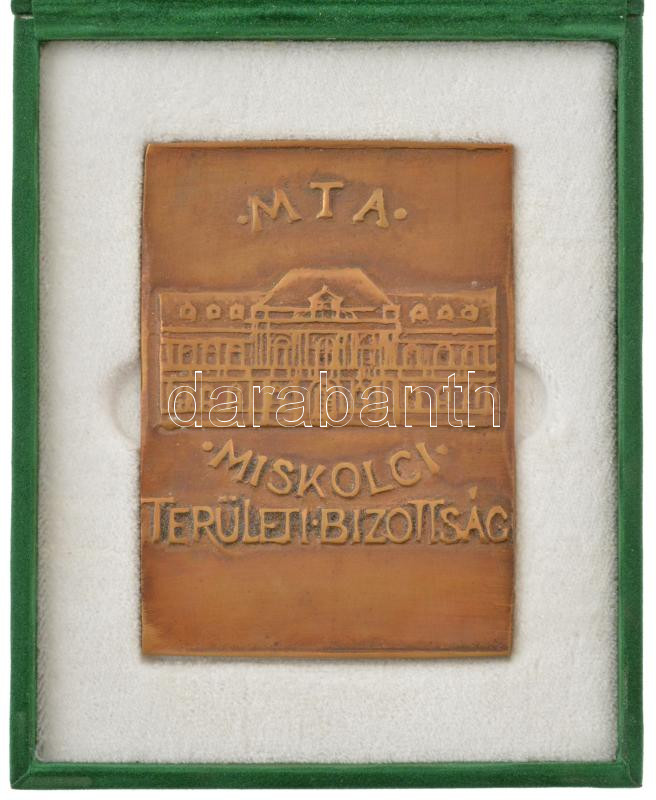 ·MTA·
darabanth
·MISKOLCI·
TERÜLETI·BIZOTTSÁG